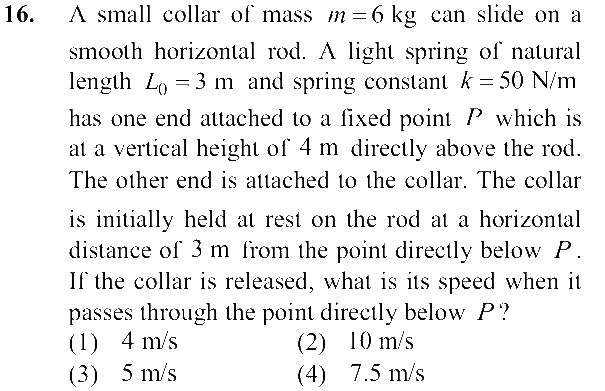 16. A small collar of mass m = 6 kg can slide on a
smooth horizontal rod. A light spring of natural
length L₀ = 3 m and spring constant k = 50 N/m
has one end attached to a fixed point P which is
at a vertical height of 4 m directly above the rod.
The other end is attached to the collar. The collar
is initially held at rest on the rod at a horizontal
distance of 3 m from the point directly below P.
If the collar is released, what is its speed when it
passes through the point directly below P?
(1) 4 m/s (2) 10 m/s
(3) 5 m/s (4) 7.5 m/s